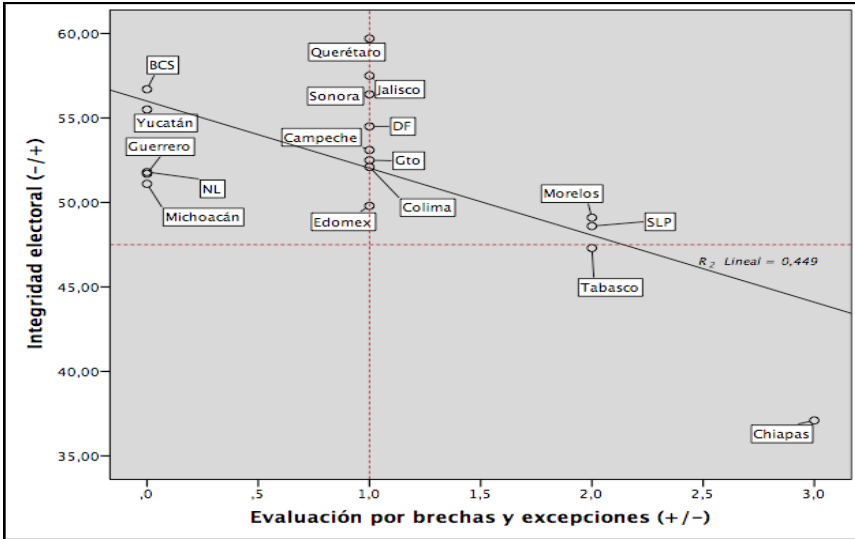 60,00
55,00
50,00
45,00
40,00
35,00
Integridad electoral (−/+)
BCS
Yucatán
Guerrero
NL
Michoacán
Querétaro
Sonora
Jalisco
DF
Campeche
Gto
Colima
Edomex
Morelos
SLP
Tabasco
R2 Lineal = 0,449
Chiapas
,0
,5
1,0
1,5
2,0
2,5
3,0
Evaluación por brechas y excepciones (+/−)